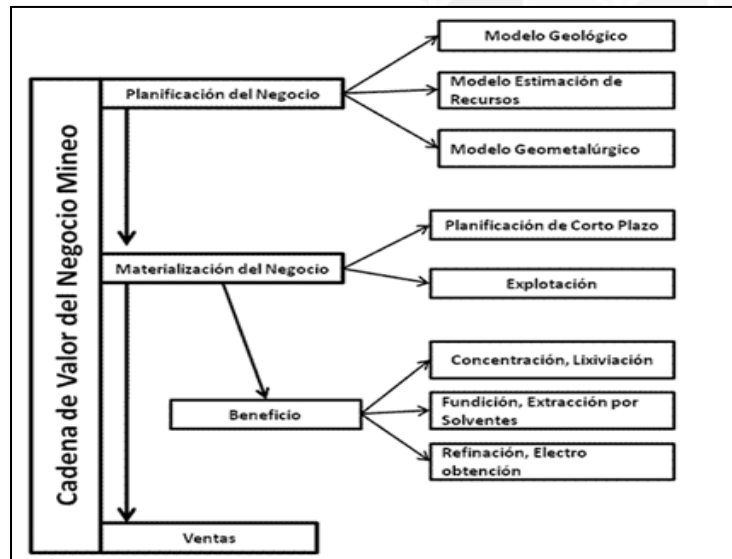 Cadena de Valor del Negocio Mineo
Planificación del Negocio
Modelo Geológico
Modelo Estimación de
Recursos
Modelo Geometalúrgico
Materialización del Negocio
Planificación de Corto Plazo
Explotación
Beneficio
Concentración, Lixiviación
Fundición, Extracción por
Solventes
Refinación, Electro
obtención
Ventas